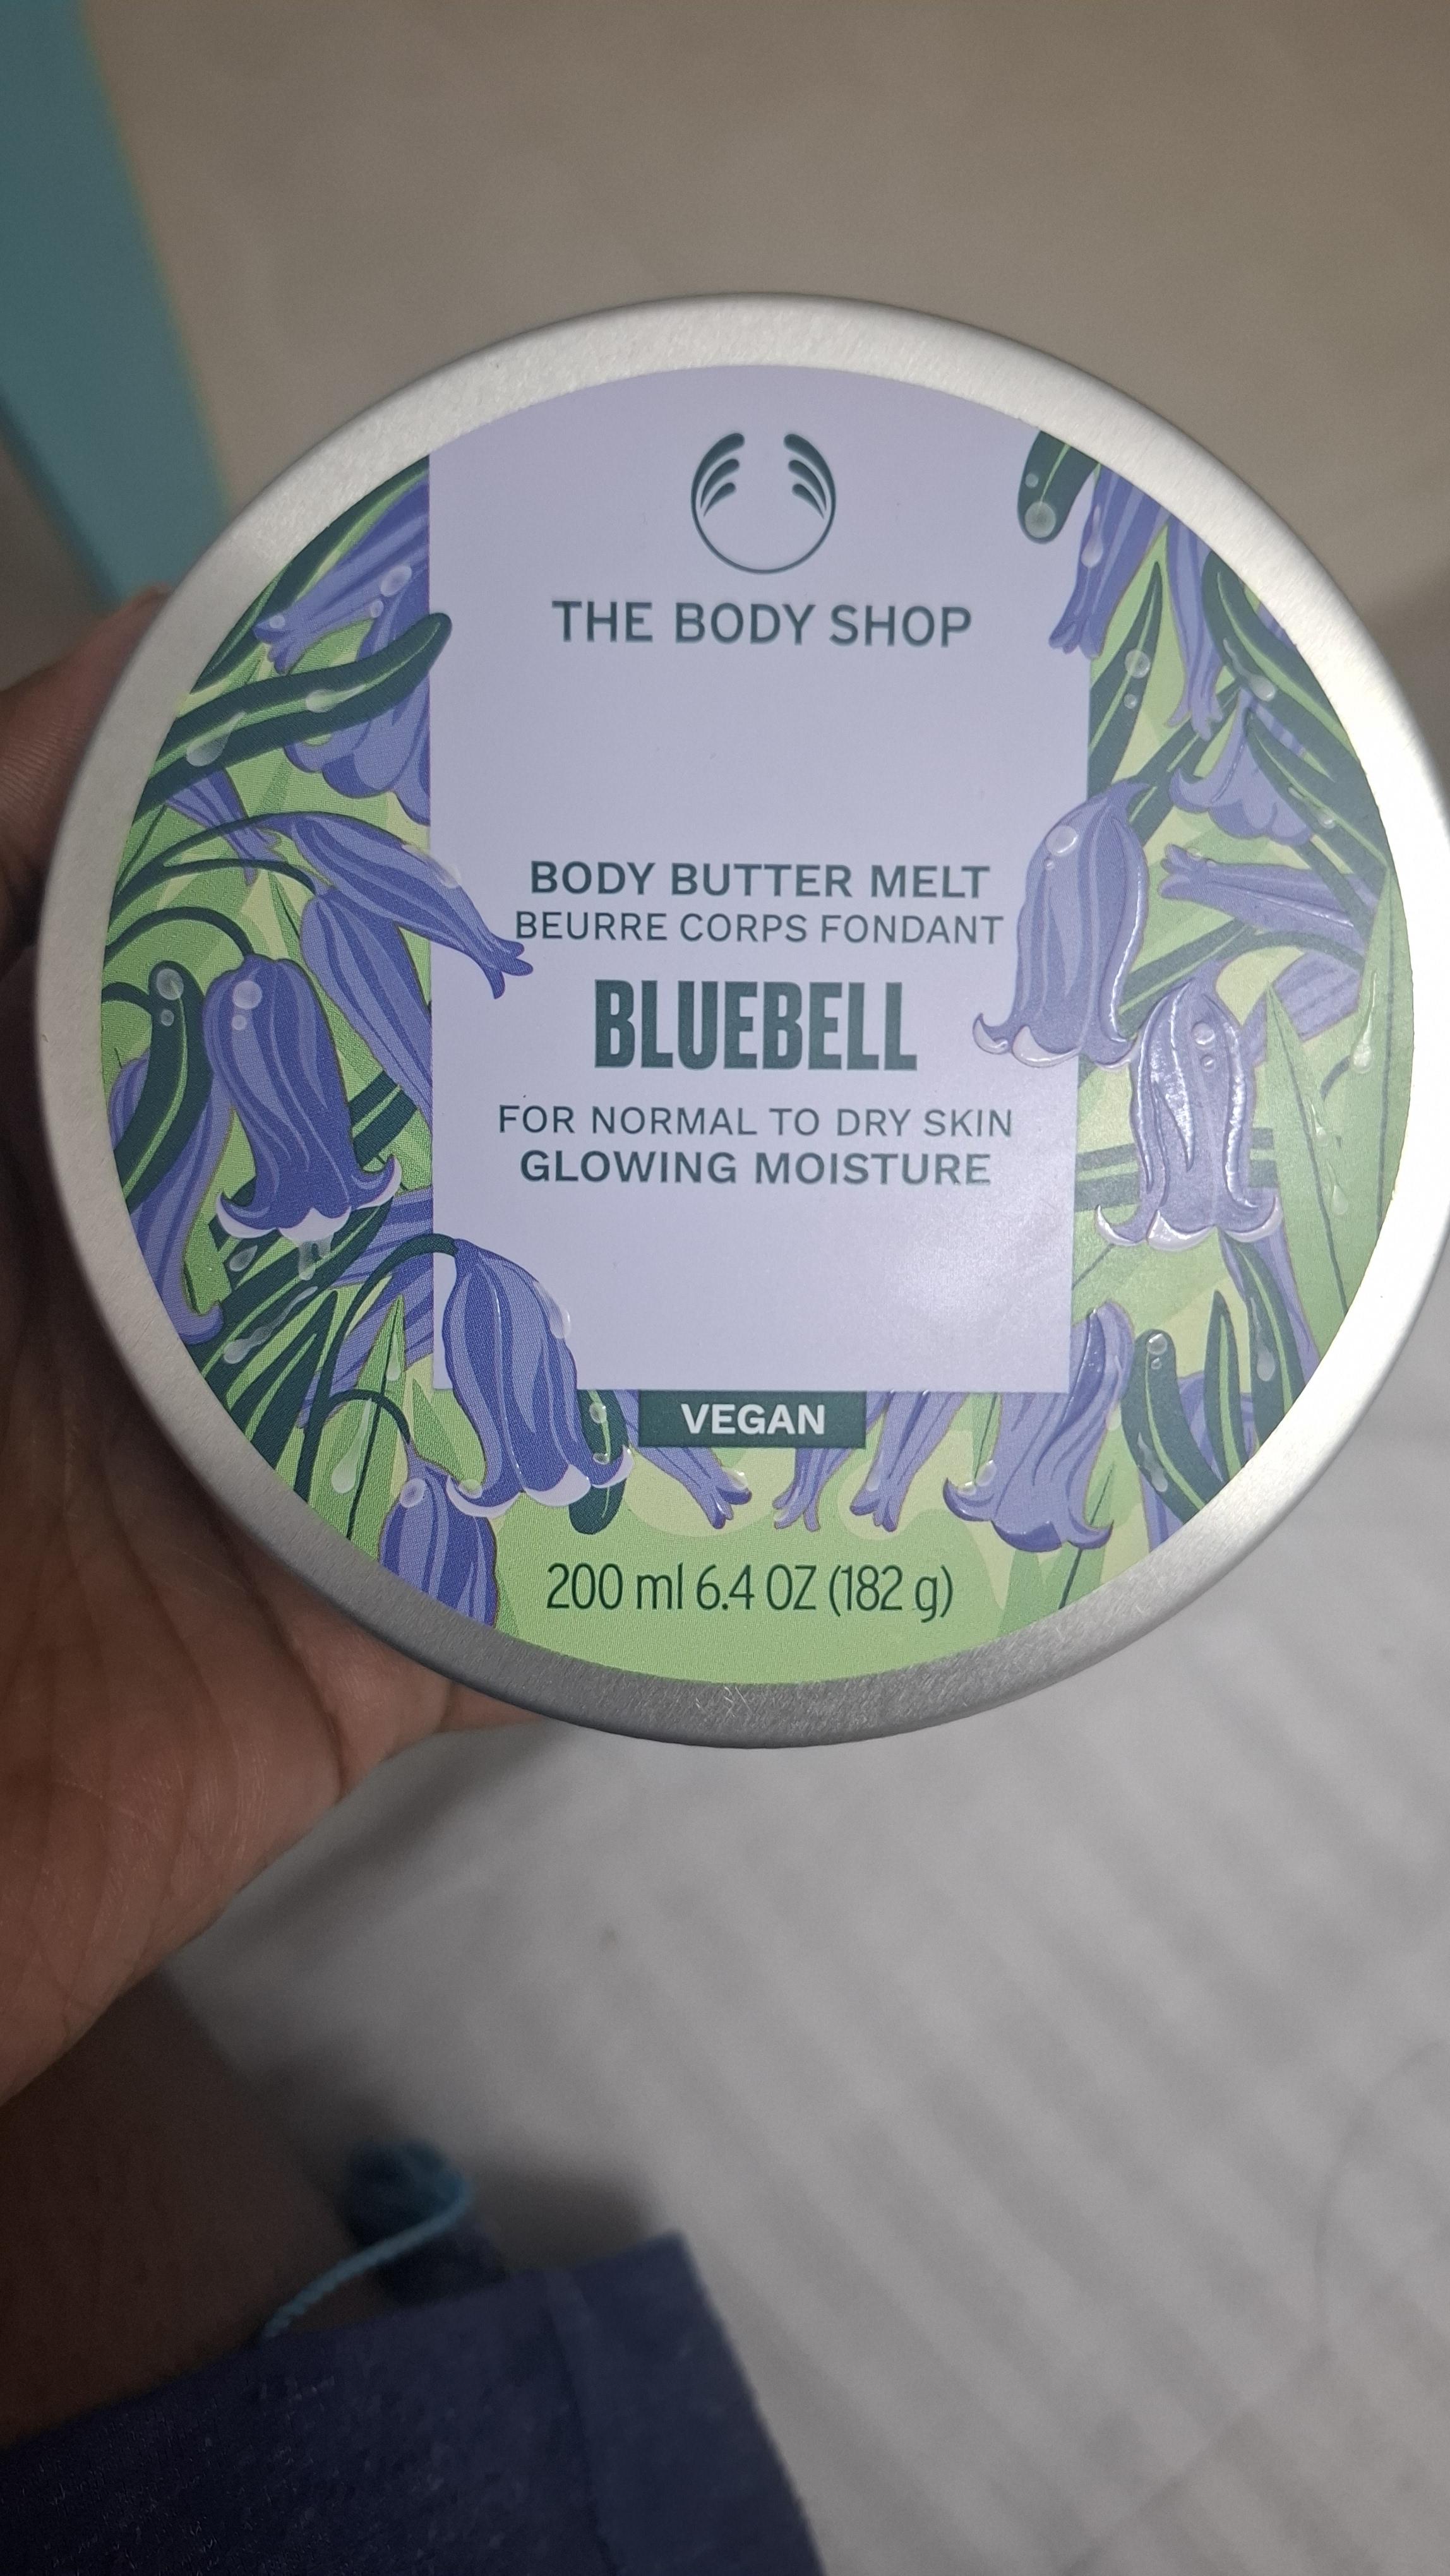 THE BODY SHOP
BODY BUTTER MELT
BEURRE CORPS FONDANT
BLUEBELL
FOR NORMAL TO DRY SKIN
GLOWING MOISTURE
VEGAN
200 ml 6.4 OZ (182 g)